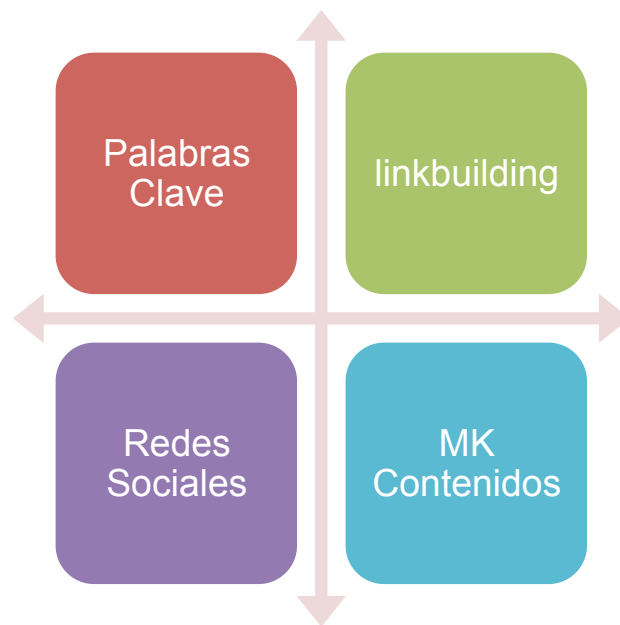 Palabras
Clave
linkbuilding
Redes
Sociales
MK
Contenidos